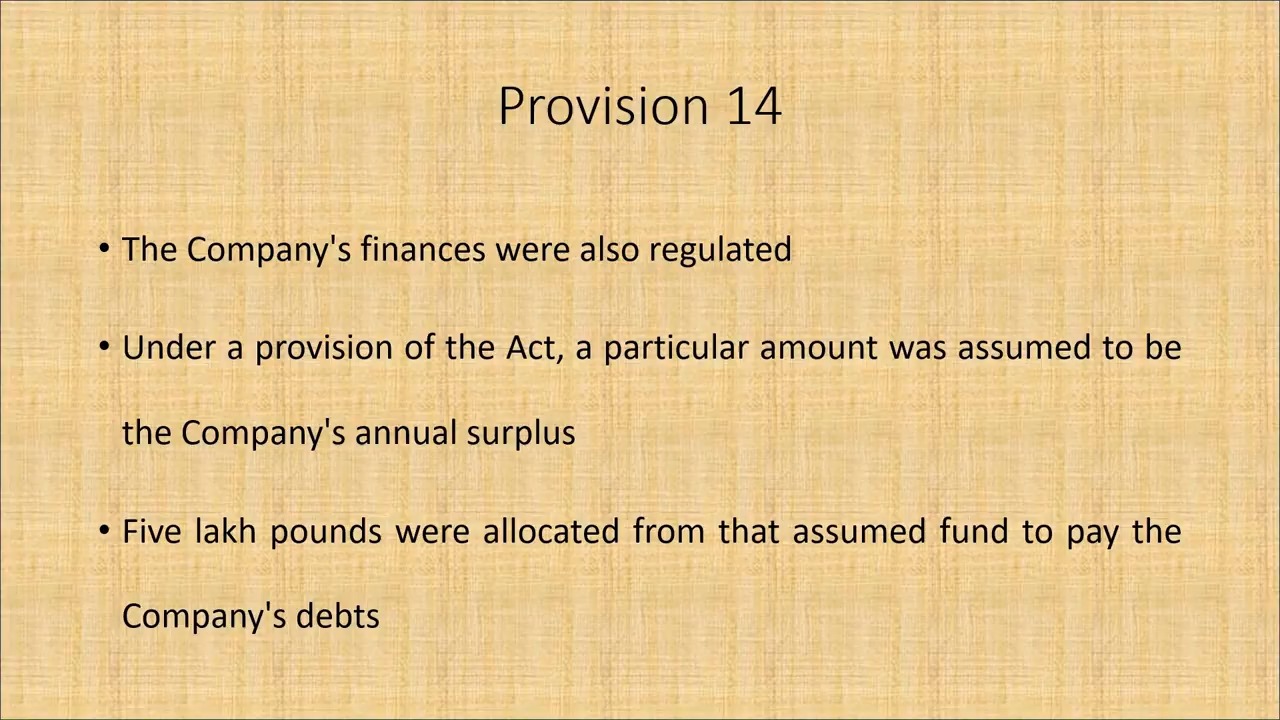 Provision 14
• The Company's finances were also regulated
• Under a provision of the Act, a particular amount was assumed to be
the Company's annual surplus
• Five lakh pounds were allocated from that assumed fund to pay the
Company's debts